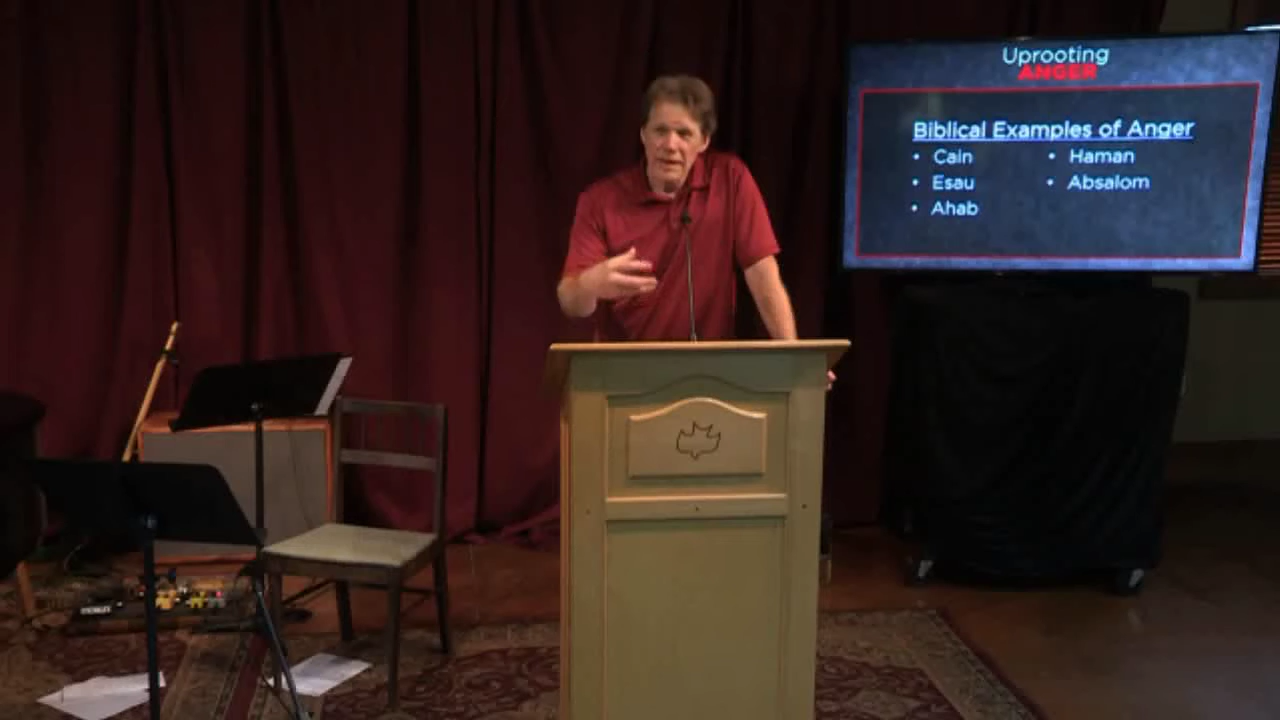 Uprooting
ANGER
Biblical Examples of Anger
• Cain
• Esau
• Ahab
• Haman
• Absalom